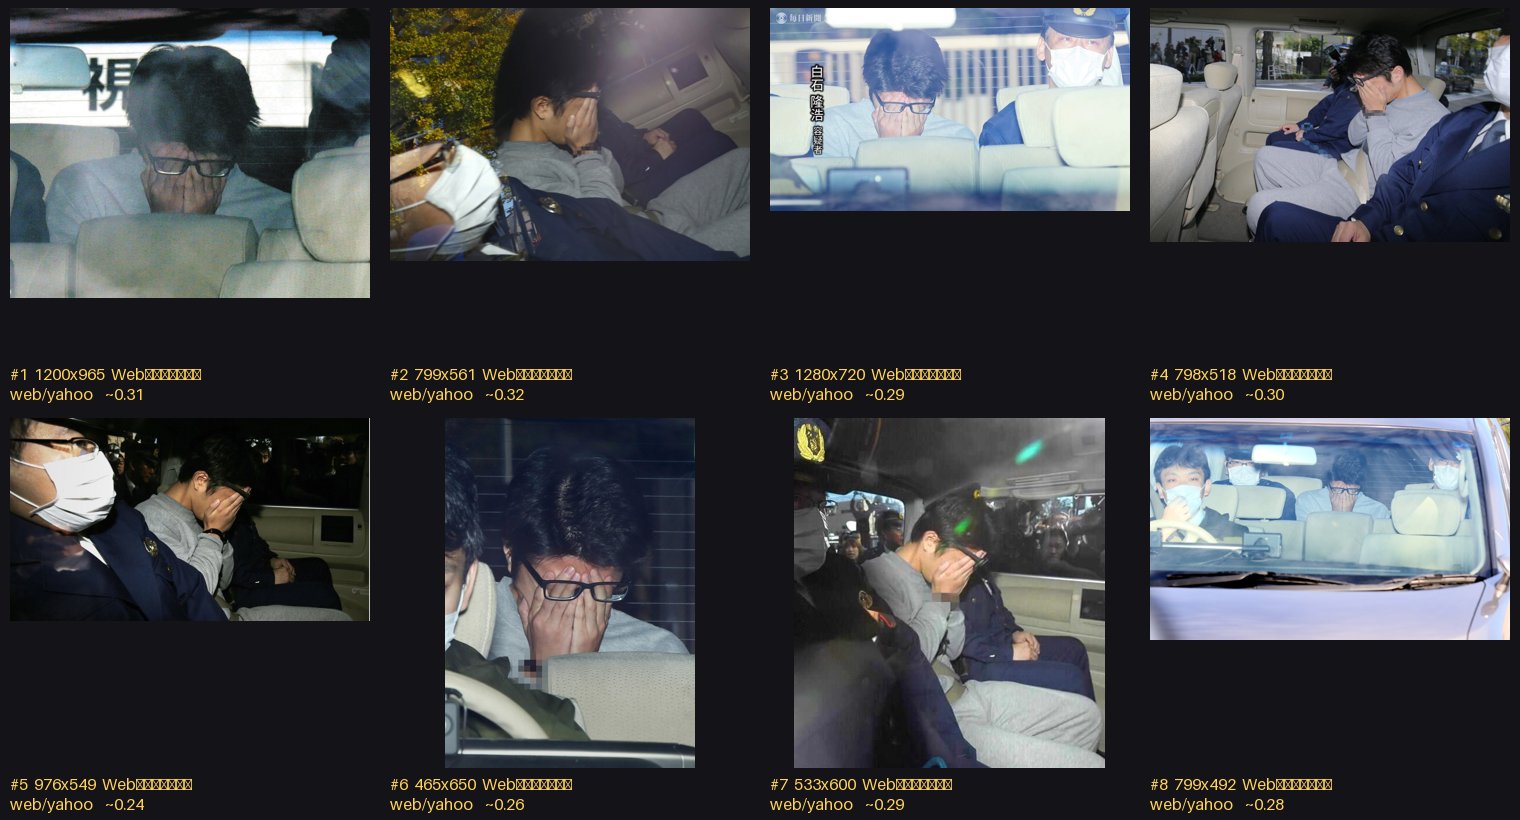 視
毎日新聞
白石 隆浩 容疑者
#1 1200x965 Web
web/yahoo ~0.31
#2 799x561 Web
web/yahoo ~0.32
#3 1280x720 Web
web/yahoo ~0.29
#4 798x518 Web
web/yahoo ~0.30
#5 976x549 Web
web/yahoo ~0.24
#6 465x650 Web
web/yahoo ~0.26
#7 533x600 Web
web/yahoo ~0.29
#8 799x492 Web
web/yahoo ~0.28